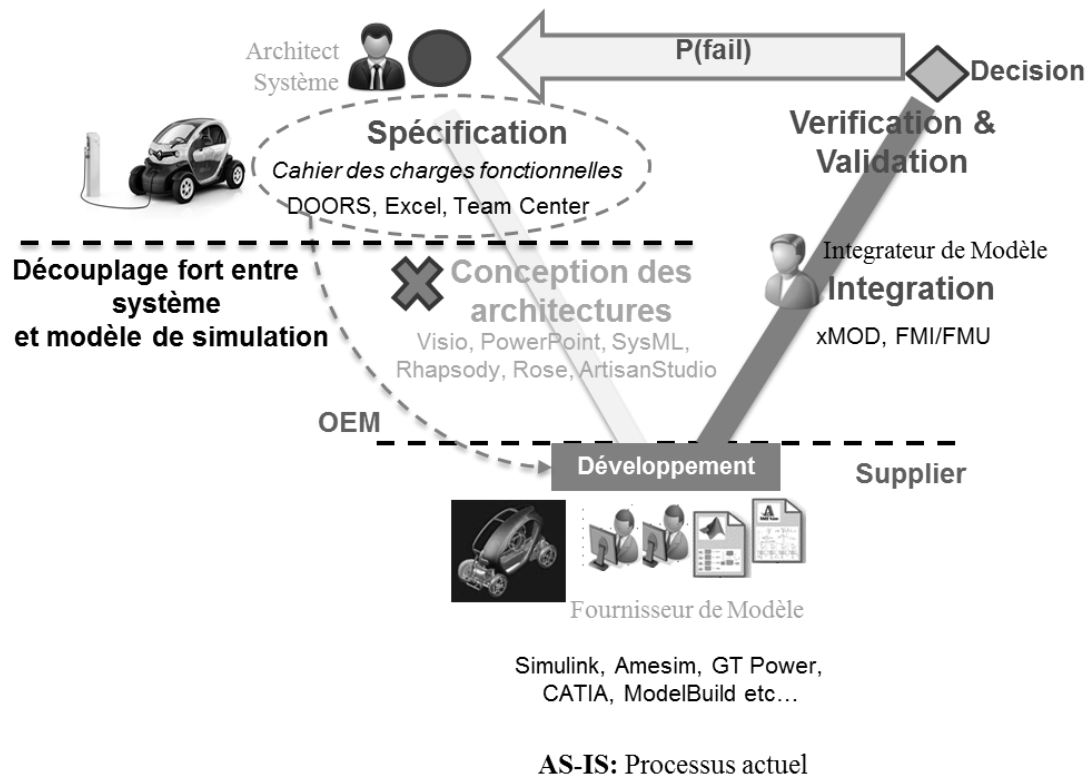 Architect
Système
P(fail)
Decision
Spécification
Cahier des charges fonctionnelles
DOORS, Excel, Team Center
Verification &
Validation
Découplage fort entre
système
et modèle de simulation
Conception des
architectures
Visio, PowerPoint, SysML,
Rhapsody, Rose, ArtisanStudio
Integrateur de Modèle
Integration
xMOD, FMI/FMU
OEM
Développement
Supplier
Fournisseur de Modèle
Simulink, Amesim, GT Power,
CATIA, ModelBuild etc…
AS-IS: Processus actuel